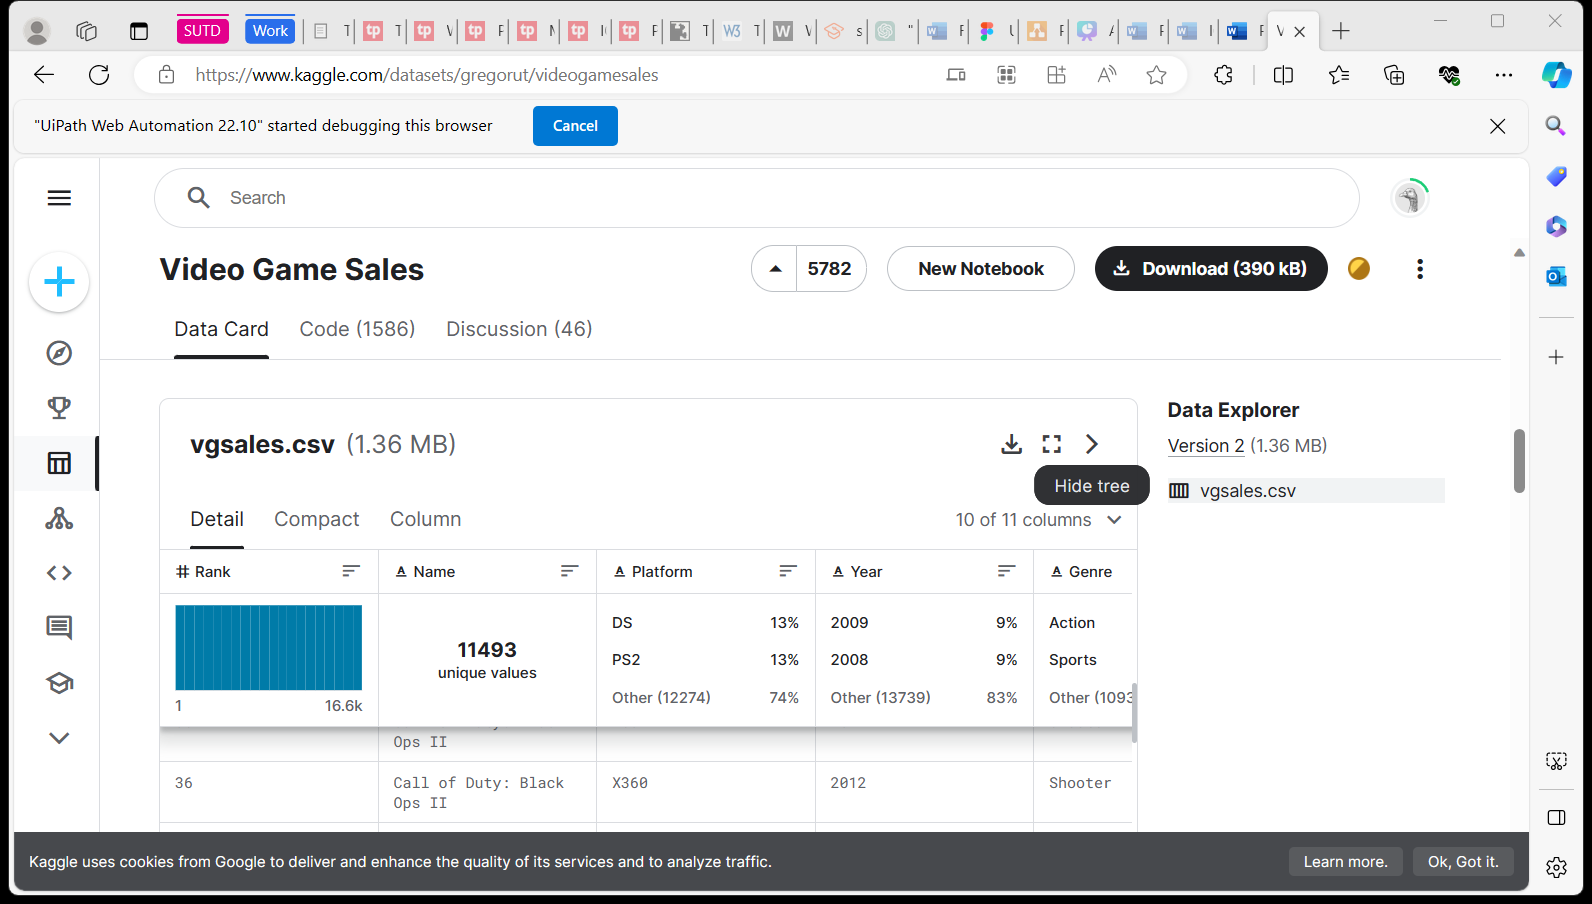 SUTD
Work
https://www.kaggle.com/datasets/gregorut/videogamesales
"UiPath Web Automation 22.10" started debugging this browser
Cancel
Search
Video Game Sales
5782
New Notebook
Download (390 kB)
Data Card
Code (1586)
Discussion (46)
vgsales.csv (1.36 MB)
Hide tree
Detail
Compact
Column
10 of 11 columns
Data Explorer
Version 2 (1.36 MB)
vgsales.csv
# Rank
A Name
A Platform
A Year
A Genre
1
16.6k
11493
unique values
DS 13%
PS2 13%
Other (12274) 74%
2009 9%
2008 9%
Other (13739) 83%
Action
Sports
Other (1093
Ops II
36
Call of Duty: Black
Ops II
X360
2012
Shooter
Kaggle uses cookies from Google to deliver and enhance the quality of its services and to analyze traffic.
Learn more.
Ok, Got it.